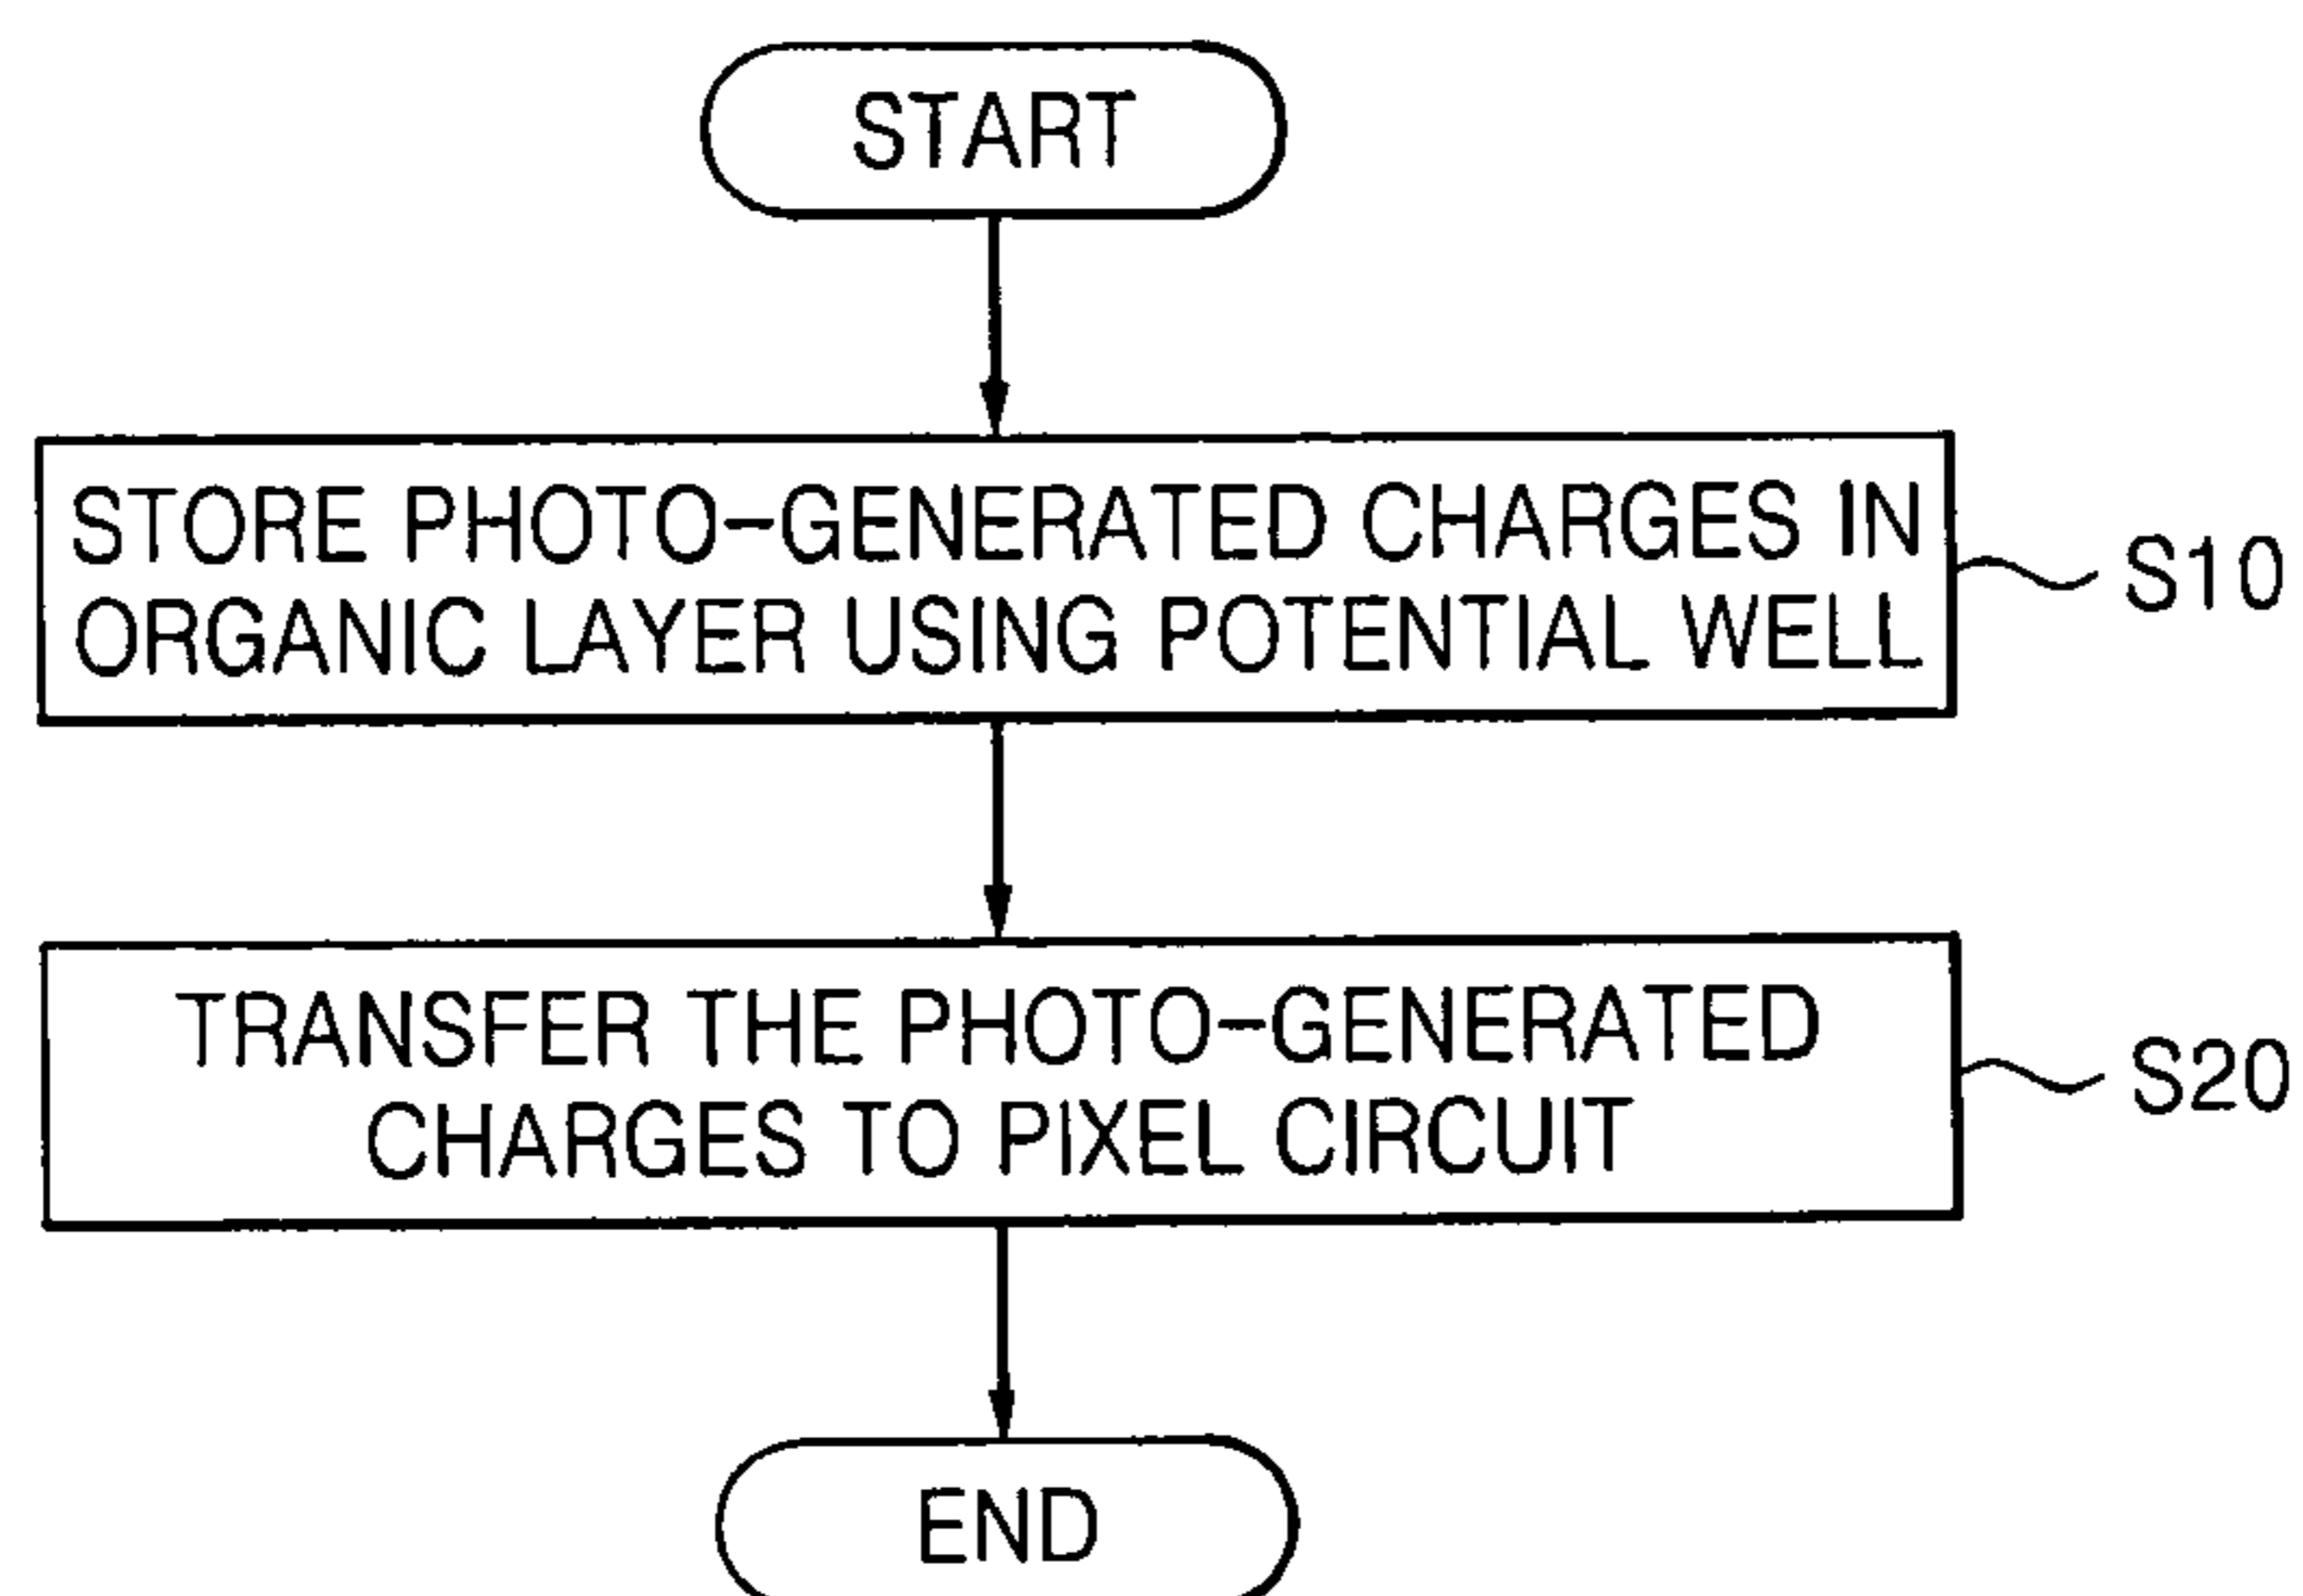 START
STORE PHOTO-GENERATED CHARGES IN
ORGANIC LAYER USING POTENTIAL WELL
S10
TRANSFER THE PHOTO-GENERATED
CHARGES TO PIXEL CIRCUIT
S20
END